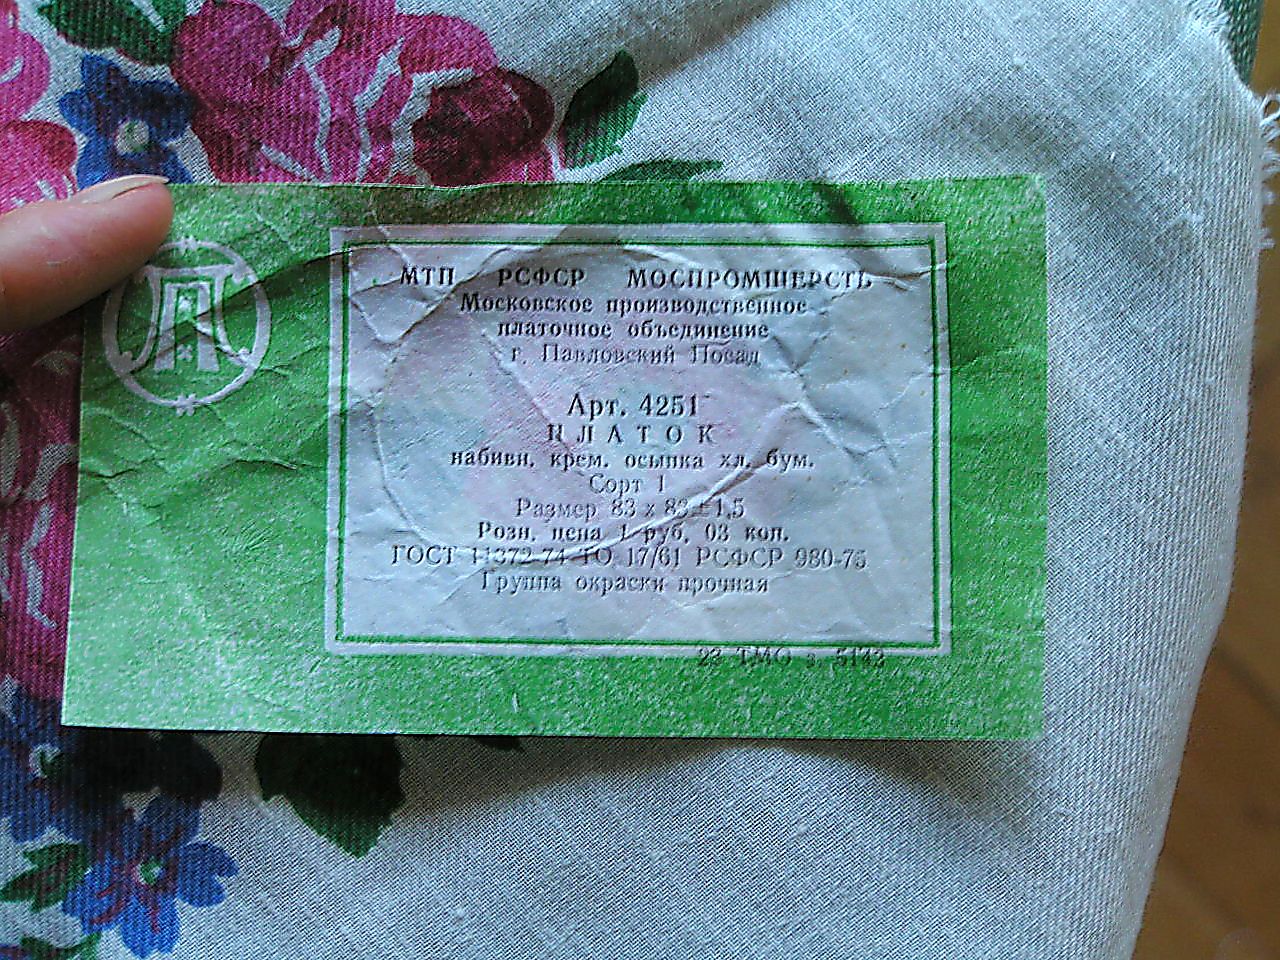 МТП РСФСР МОСПРОМШЕРСТЬ
Московское производственное
платочное объединение
г. Павловский Посад
Арт. 4251
ПЛАТОК
набивн. крем. осыпка хл. бум.
Сорт 1
Размер 83 х 83 ± 1,5
Розн. цена 1 руб. 03 коп.
ГОСТ 11372-74 ТО 17/61 РСФСР 980-75
Группа окраски прочная
23 ТМО з. 5142